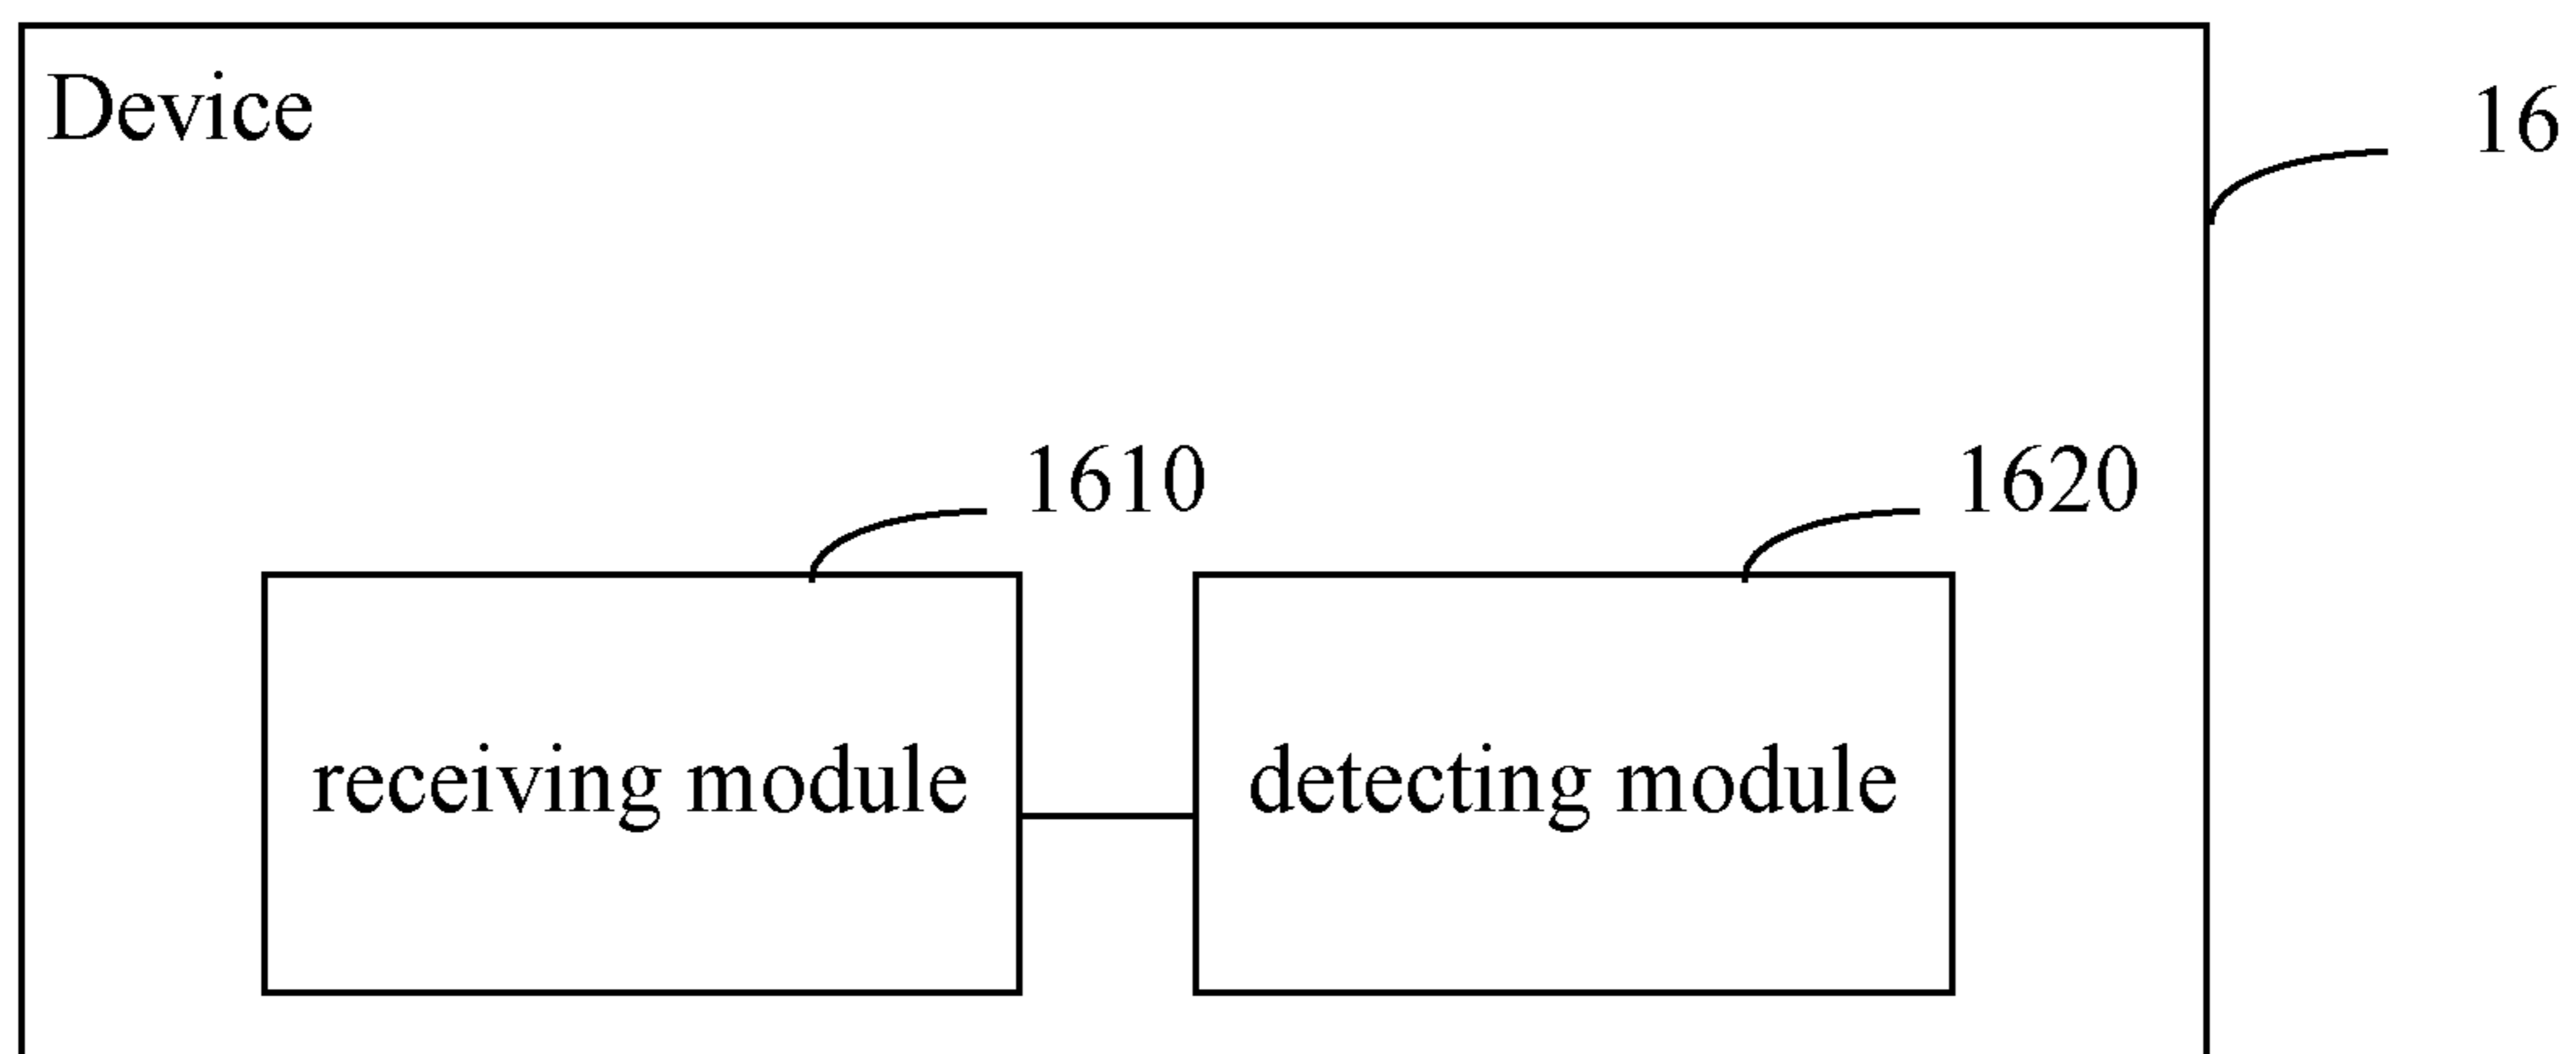 Device
16
1610
1620
receiving module
detecting module